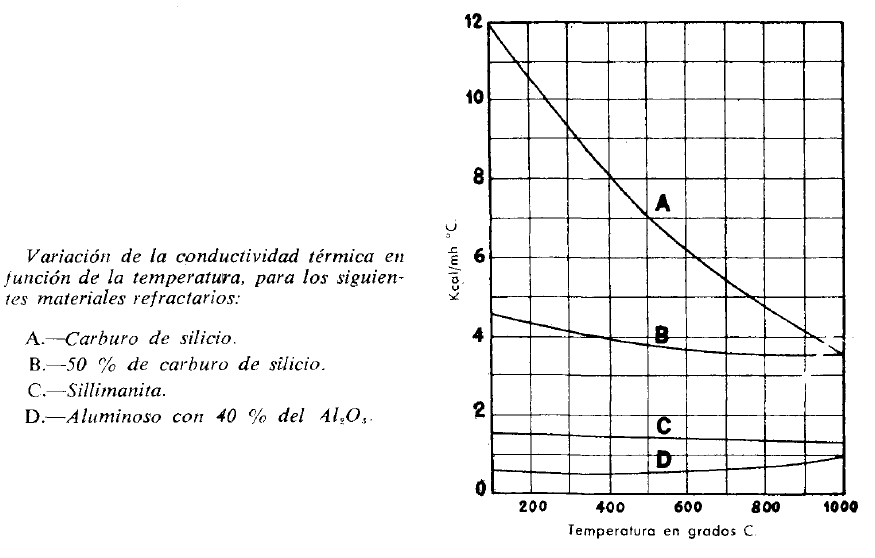 Variación de la conductividad térmica en
función de la temperatura, para los siguien-
tes materiales refractarios:
A.—Carburo de silicio.
B.—50 % de carburo de silicio.
C.—Sillimanita.
D.—Aluminoso con 40 % del Al₂O₃.
12
10
8
6
4
2
0
Kcal/mh °C.
A
B
C
D
200 400 600 800 1000
Temperatura en grados C.